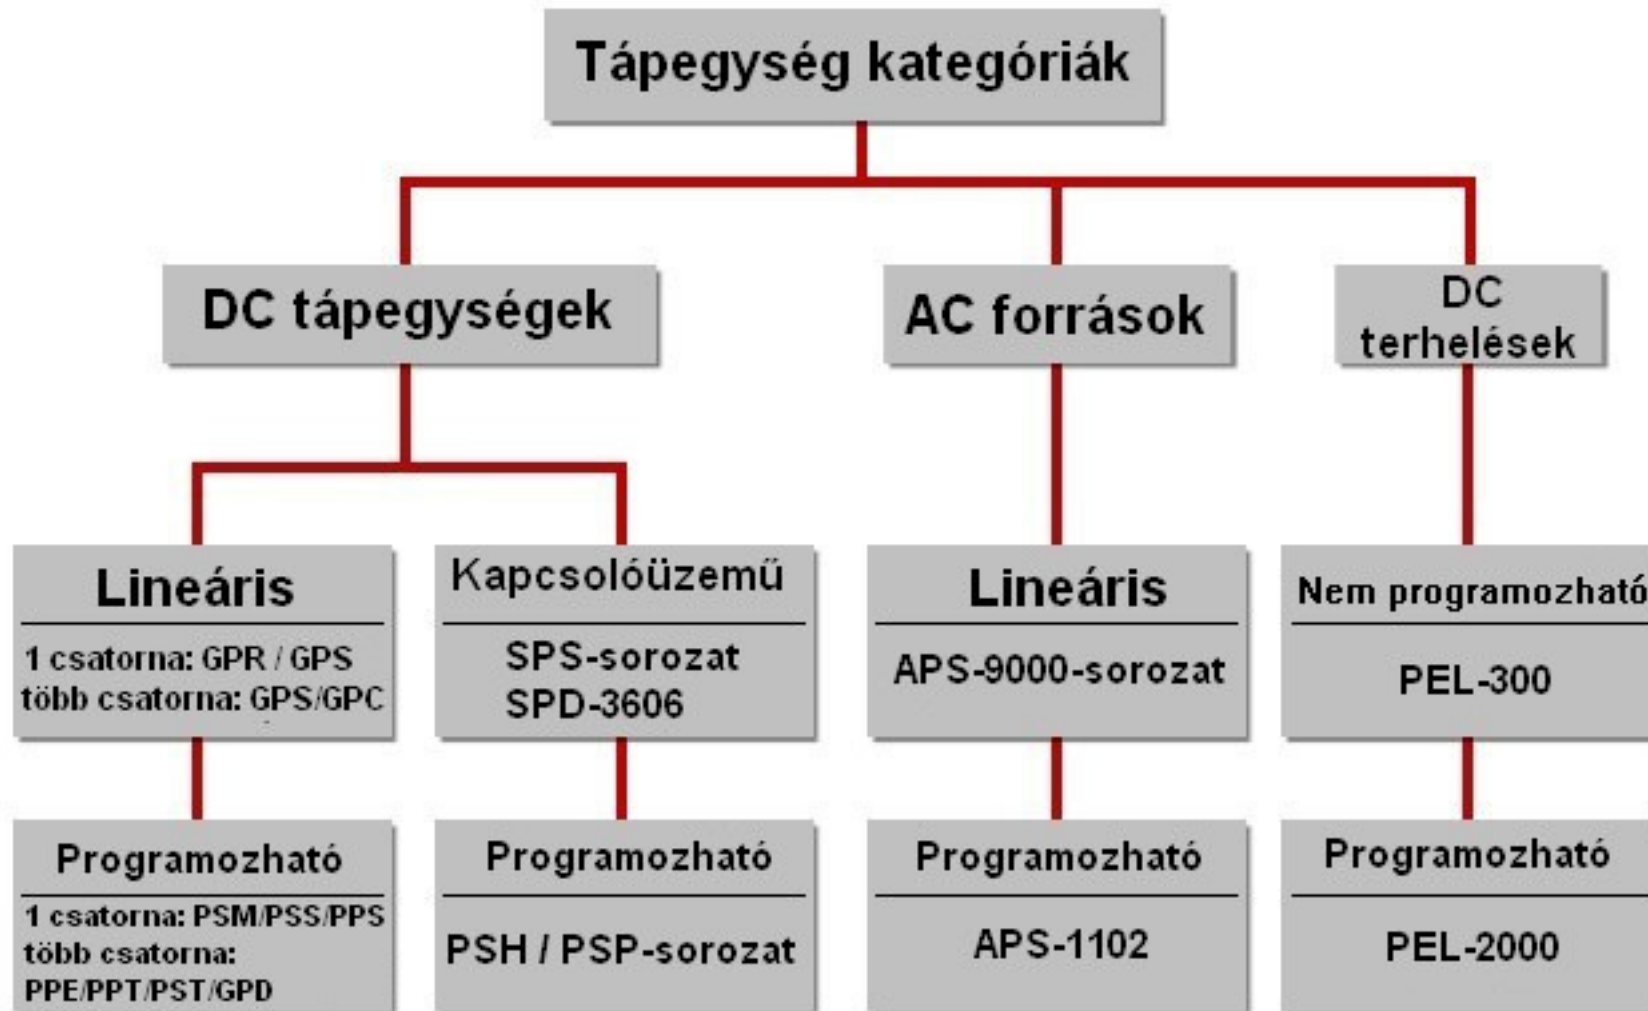 Tápegység kategóriák
DC tápegységek
AC források
DC
terhelések
Lineáris
1 csatorna: GPR / GPS
több csatorna: GPS/GPC
Kapcsolóüzemű
SPS-sorozat
SPD-3606
Lineáris
APS-9000-sorozat
Nem programozható
PEL-300
Programozható
1 csatorna: PSM/PSS/PPS
több csatorna:
PPE/PPT/PST/GPD
Programozható
PSH / PSP-sorozat
Programozható
APS-1102
Programozható
PEL-2000